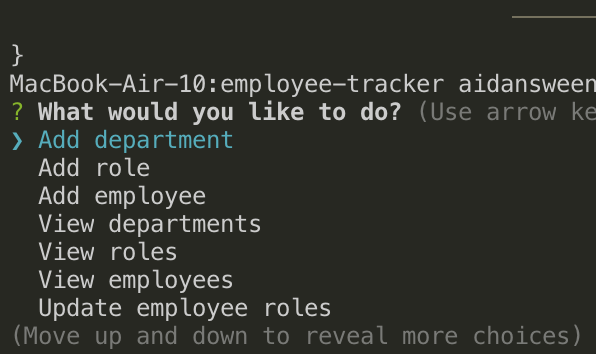 }
MacBook-Air-10:employee-tracker aidansween
? What would you like to do? (Use arrow ke
❯ Add department
Add role
Add employee
View departments
View roles
View employees
Update employee roles
(Move up and down to reveal more choices)